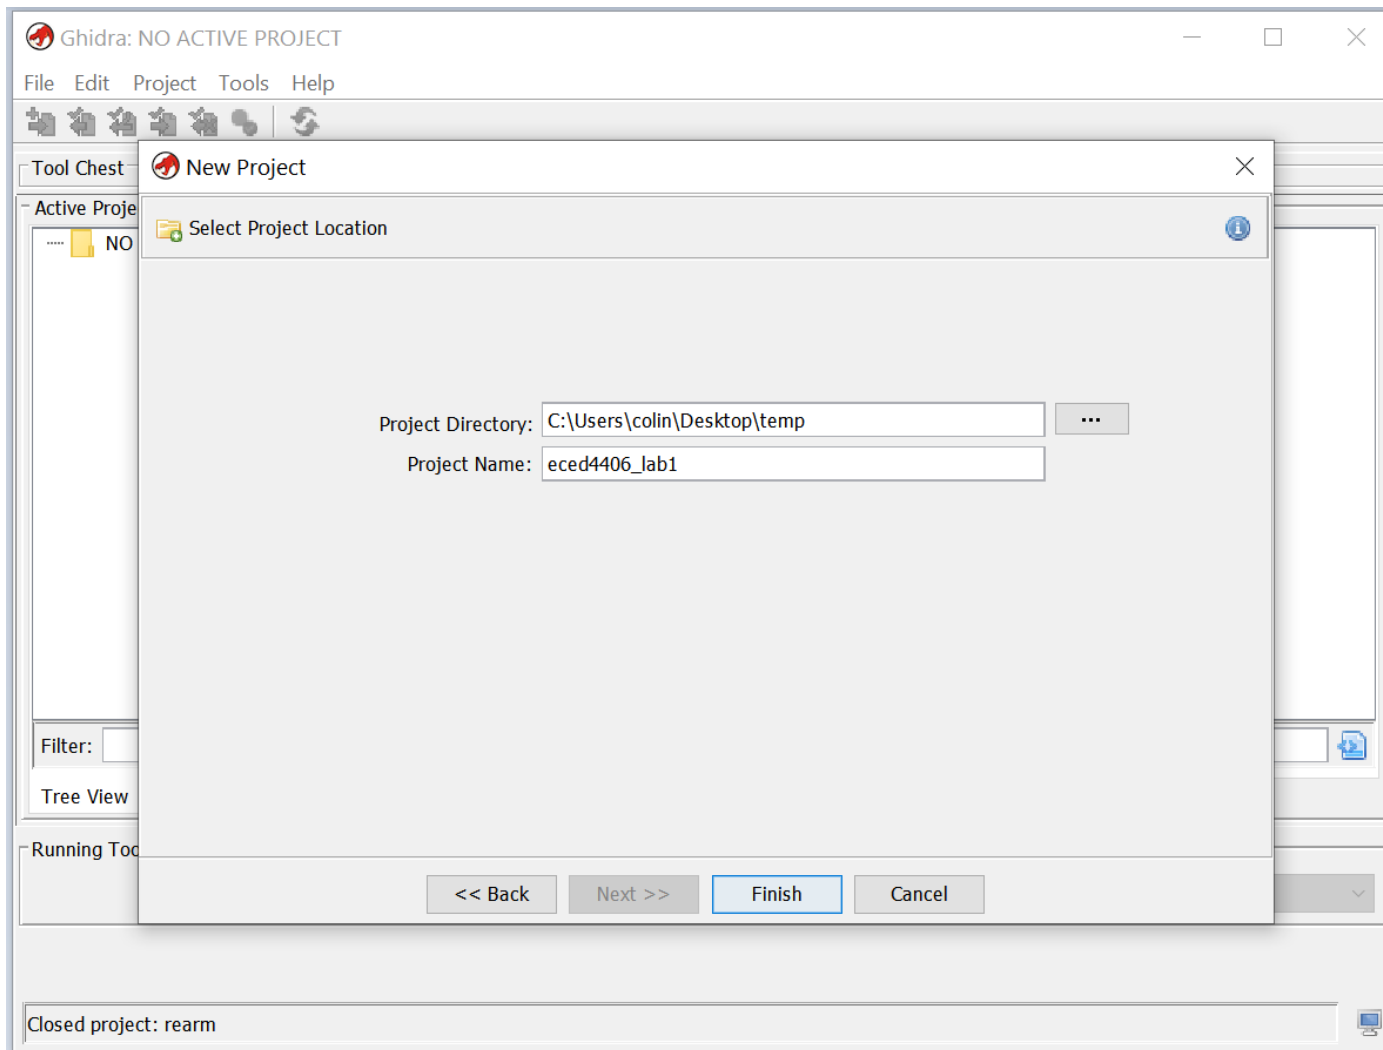 Ghidra: NO ACTIVE PROJECT
File Edit Project Tools Help
Tool Chest
New Project
Active Proje
Select Project Location
NO
Project Directory: C:\Users\colin\Desktop\temp ...
Project Name: eced4406_lab1
Filter:
Tree View
Running Too
<< Back Next >> Finish Cancel
Closed project: rearm